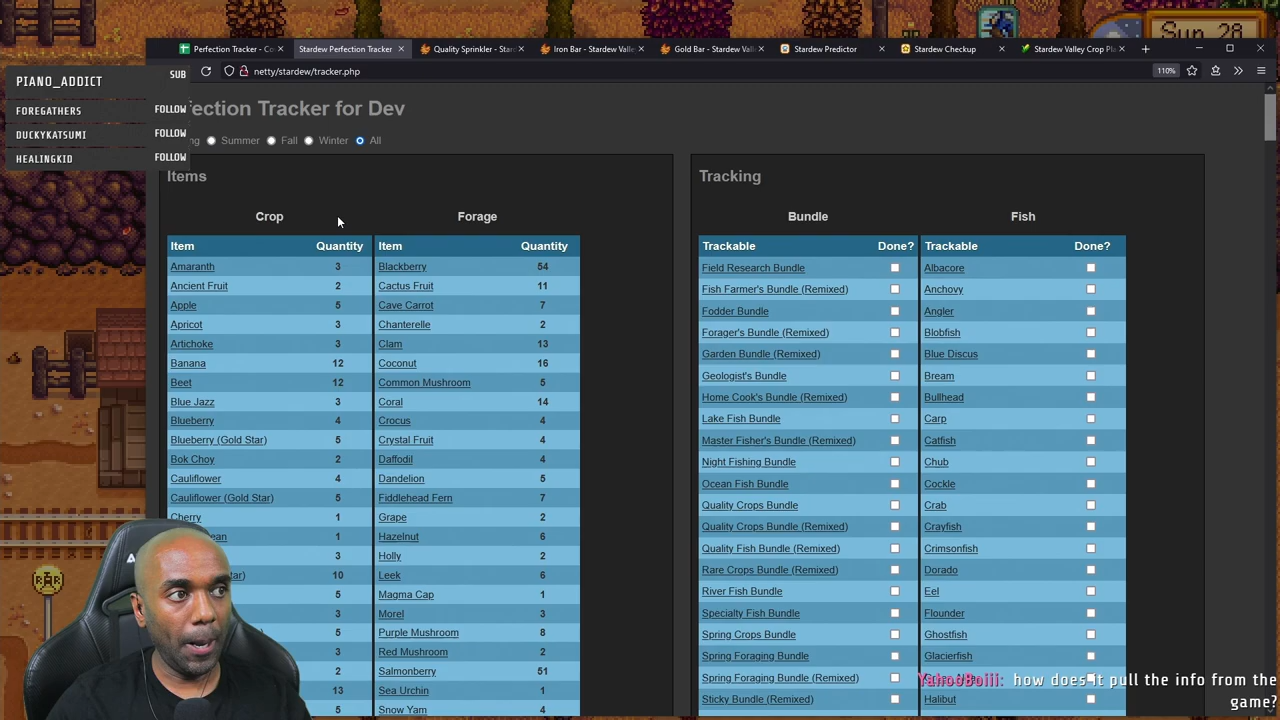 Sun. 28
Perfection Tracker - Co
Stardew Perfection Tracker
Quality Sprinkler - Stard
Iron Bar - Stardew Valle
Gold Bar - Stardew Vall
Stardew Predictor
Stardew Checkup
Stardew Valley Crop Pl
netty/stardew/tracker.php
110%
PIANO_ADDICT SUB
FOREGATHERS FOLLOW
DUCKYKATSUMI FOLLOW
HEALINGKID FOLLOW
fection Tracker for Dev
ng Summer Fall Winter All
Items
Crop Forage
Item Quantity Item Quantity
Amaranth 3 Blackberry 54
Ancient Fruit 2 Cactus Fruit 11
Apple 5 Cave Carrot 7
Apricot 3 Chanterelle 2
Artichoke 3 Clam 13
Banana 12 Coconut 16
Beet 12 Common Mushroom 5
Blue Jazz 3 Coral 14
Blueberry 4 Crocus 4
Blueberry (Gold Star) 5 Crystal Fruit 4
Bok Choy 2 Daffodil 4
Cauliflower 4 Dandelion 5
Cauliflower (Gold Star) 5 Fiddlehead Fern 7
Cherry 1 Grape 2
ean 1 Hazelnut 6
3 Holly 2
tar) 10 Leek 6
5 Magma Cap 1
3 Morel 3
5 Purple Mushroom 8
3 Red Mushroom 2
2 Salmonberry 51
13 Sea Urchin 1
5 Snow Yam 4
Tracking
Bundle Fish
Trackable Done? Trackable Done?
Field Research Bundle Albacore
Fish Farmer's Bundle (Remixed) Anchovy
Fodder Bundle Angler
Forager's Bundle (Remixed) Blobfish
Garden Bundle (Remixed) Blue Discus
Geologist's Bundle Bream
Home Cook's Bundle (Remixed) Bullhead
Lake Fish Bundle Carp
Master Fisher's Bundle (Remixed) Catfish
Night Fishing Bundle Chub
Ocean Fish Bundle Cockle
Quality Crops Bundle Crab
Quality Crops Bundle (Remixed) Crayfish
Quality Fish Bundle (Remixed) Crimsonfish
Rare Crops Bundle (Remixed) Dorado
River Fish Bundle Eel
Specialty Fish Bundle Flounder
Spring Crops Bundle Ghostfish
Spring Foraging Bundle Glacierfish
Spring Foraging Bundle (Remixed)
Sticky Bundle (Remixed) Halibut
YahooBoiii: how does it pull the info from the
game?